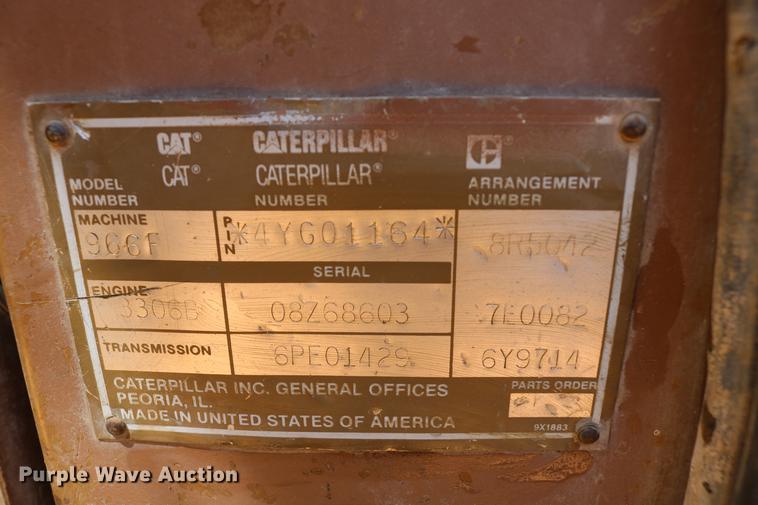 CAT® CATERPILLAR® ®
CAT® CATERPILLAR®
MODEL NUMBER NUMBER ARRANGEMENT NUMBER
MACHINE PIN
966F *4YG01164* 8R5042
SERIAL
ENGINE
3306B 08Z68603 7E0082
TRANSMISSION 6PE01429 6Y9714
CATERPILLAR INC. GENERAL OFFICES PARTS ORDER
PEORIA, IL.
MADE IN UNITED STATES OF AMERICA 9X1883
Purple Wave Auction